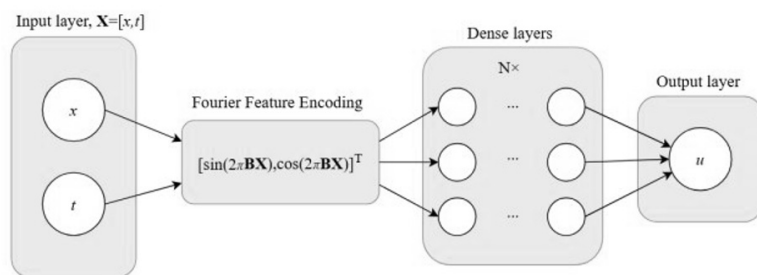 Input layer, X=[x,t]
x
t
Fourier Feature Encoding
[sin(2πBX),cos(2πBX)]ᵀ
Dense layers
N×
...
...
...
Output layer
u